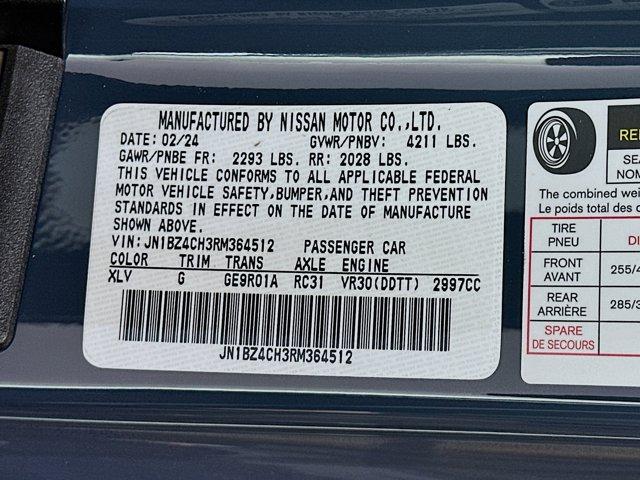 MANUFACTURED BY NISSAN MOTOR CO.,LTD.
DATE: 02/24 GVWR/PNBV: 4211 LBS.
GAWR/PNBE FR: 2293 LBS. RR: 2028 LBS.
THIS VEHICLE CONFORMS TO ALL APPLICABLE FEDERAL
MOTOR VEHICLE SAFETY,BUMPER,AND THEFT PREVENTION
STANDARDS IN EFFECT ON THE DATE OF MANUFACTURE
SHOWN ABOVE.
VIN: JN1BZ4CH3RM364512 PASSENGER CAR
COLOR TRIM TRANS AXLE ENGINE
XLV G GE9R01A RC31 VR30(DDTT) 2997CC
JN1BZ4CH3RM364512
The combined
Le poids total des
TIRE
PNEU
FRONT
AVANT
255/4
REAR
ARRIÈRE
285/3
SPARE
DE SECOURS